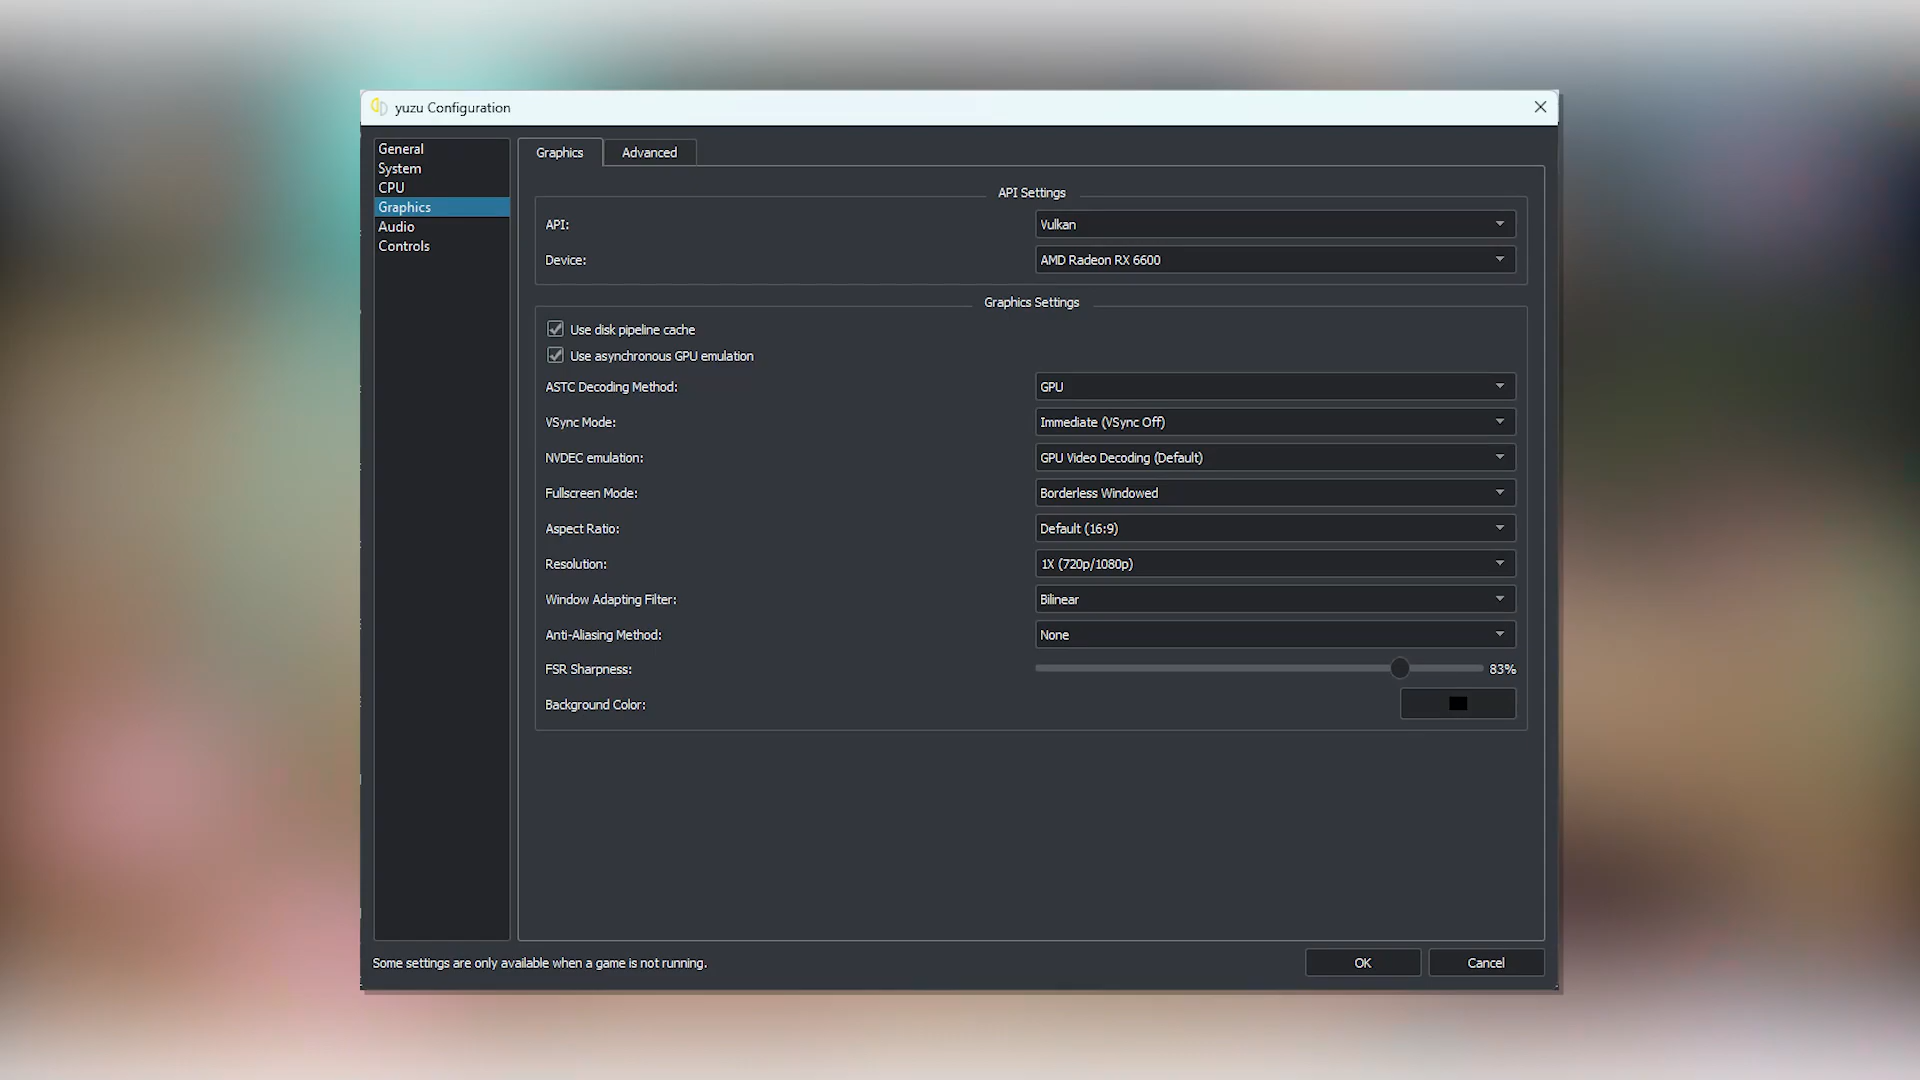 yuzu Configuration
General
System
CPU
Graphics
Audio
Controls
Graphics
Advanced
API Settings
API:
Vulkan
Device:
AMD Radeon RX 6600
Graphics Settings
Use disk pipeline cache
Use asynchronous GPU emulation
ASTC Decoding Method:
GPU
VSync Mode:
Immediate (VSync Off)
NVDEC emulation:
GPU Video Decoding (Default)
Fullscreen Mode:
Borderless Windowed
Aspect Ratio:
Default (16:9)
Resolution:
1X (720p/1080p)
Window Adapting Filter:
Bilinear
Anti-Aliasing Method:
None
FSR Sharpness:
83%
Background Color:
Some settings are only available when a game is not running.
OK
Cancel